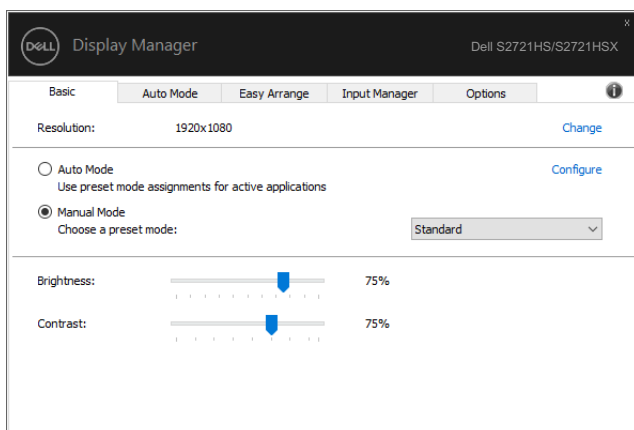 x
DELL Display Manager Dell S2721HS/S2721HSX
Basic Auto Mode Easy Arrange Input Manager Options
Resolution: 1920x1080 Change
Auto Mode Configure
Use preset mode assignments for active applications
Manual Mode
Choose a preset mode: Standard
Brightness: 75%
Contrast: 75%